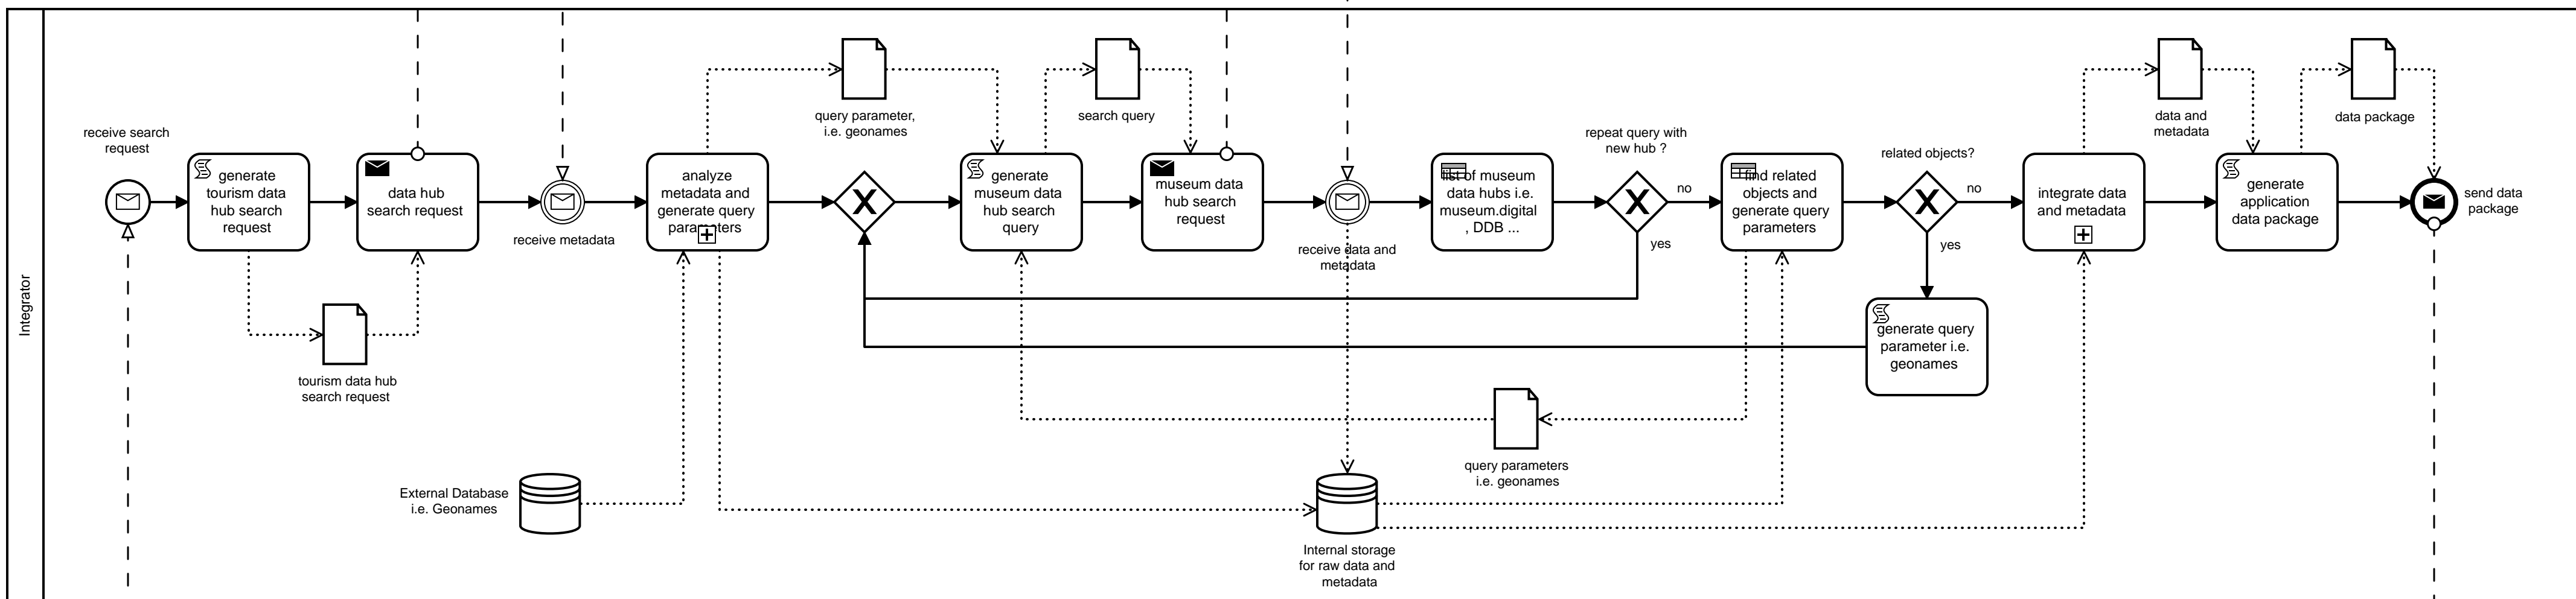 Integrator
receive search
request
generate
tourism data
hub search
request
tourism data hub
search request
data hub
search request
receive metadata
analyze
metadata and
generate query
parameters
query parameter,
i.e. geonames
External Database
i.e. Geonames
generate
museum data
hub search
query
search query
museum data
hub search
request
receive data and
metadata
Internal storage
for raw data and
metadata
list of museum
data hubs i.e.
museum.digital
, DDB ...
repeat query with
new hub ?
no
yes
query parameters
i.e. geonames
find related
objects and
generate query
parameters
related objects?
no
yes
generate query
parameter i.e.
geonames
integrate data
and metadata
data and
metadata
generate
application
data package
data package
send data
package